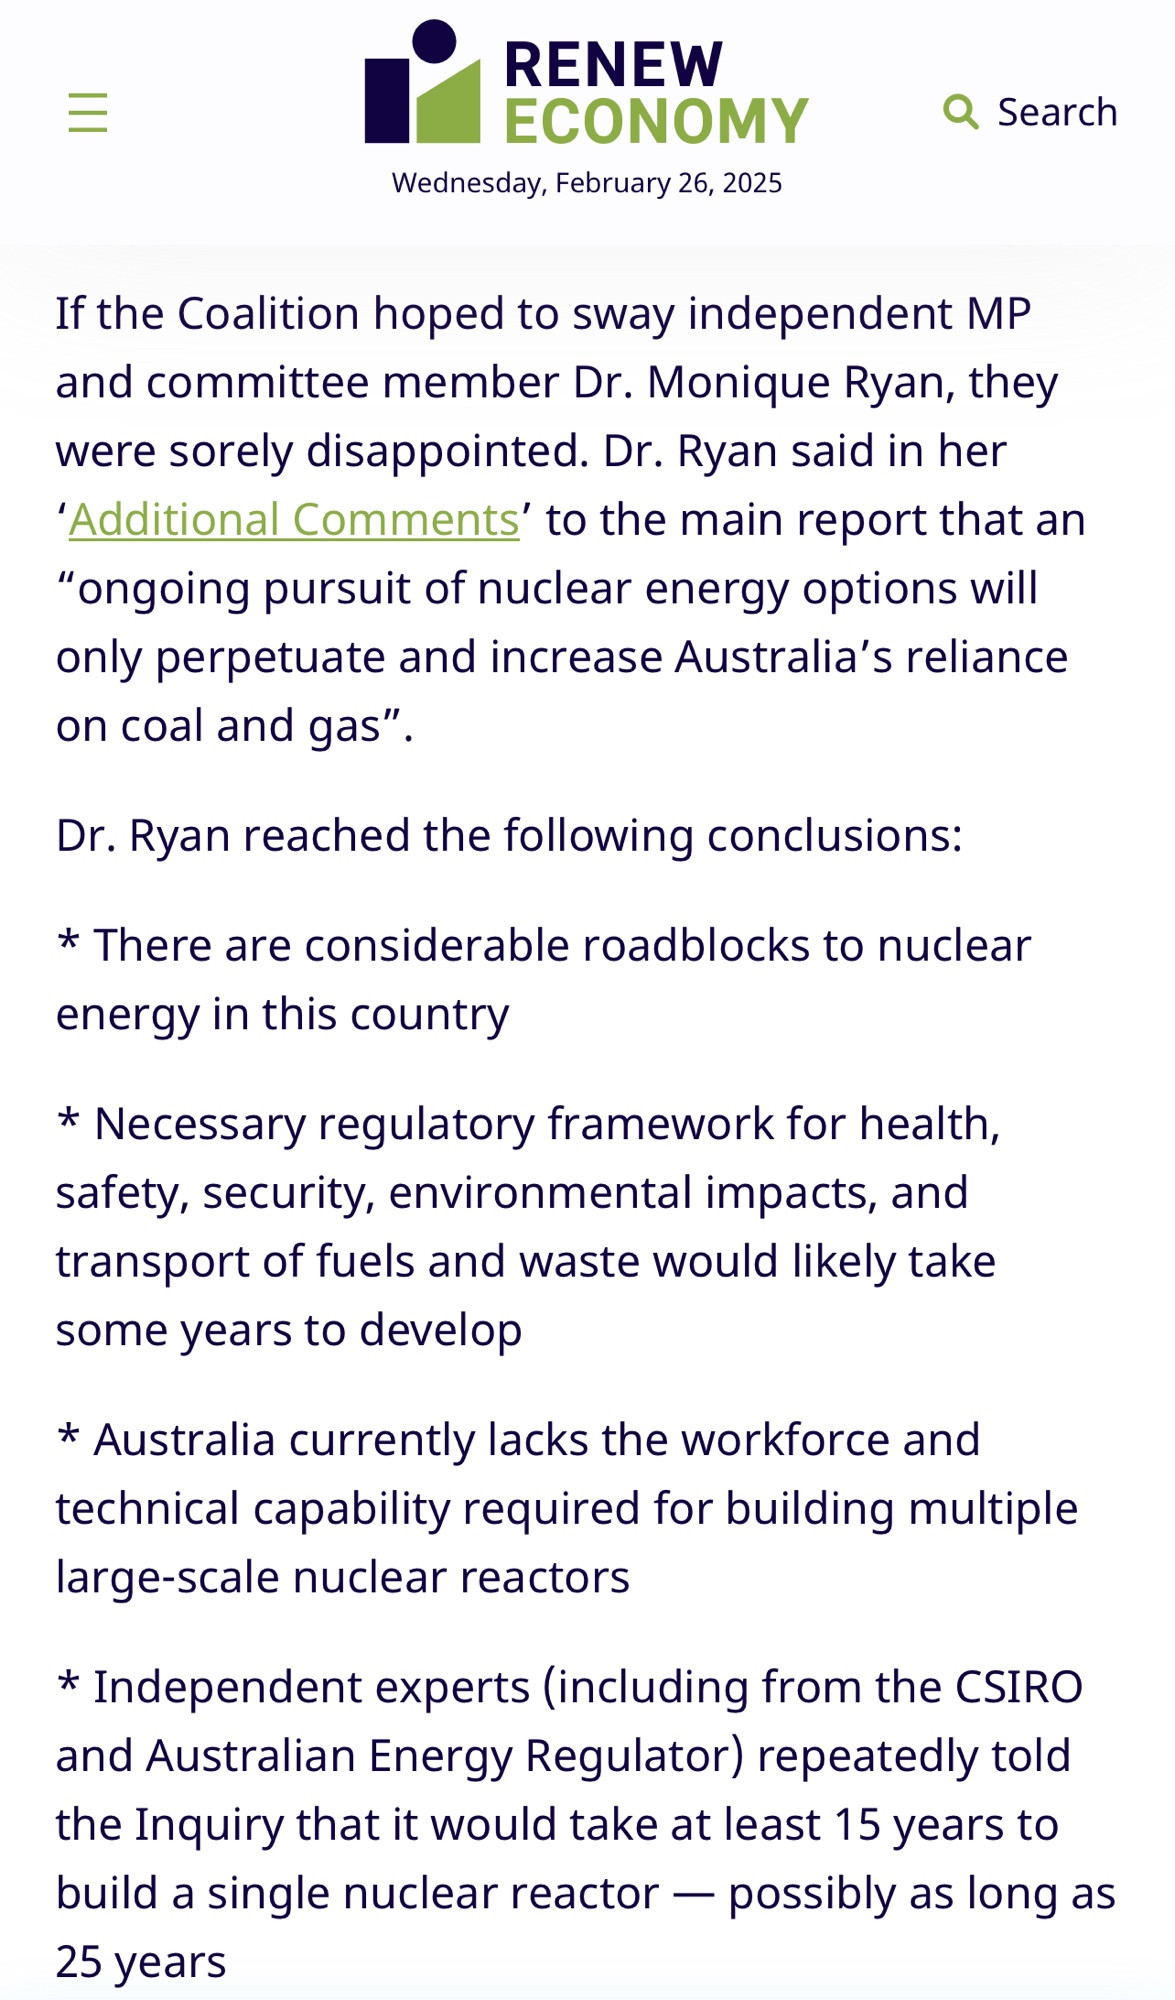 RENEW
ECONOMY
Search
Wednesday, February 26, 2025
If the Coalition hoped to sway independent MP
and committee member Dr. Monique Ryan, they
were sorely disappointed. Dr. Ryan said in her
‘Additional Comments’ to the main report that an
“ongoing pursuit of nuclear energy options will
only perpetuate and increase Australia’s reliance
on coal and gas”.
Dr. Ryan reached the following conclusions:
* There are considerable roadblocks to nuclear
energy in this country
* Necessary regulatory framework for health,
safety, security, environmental impacts, and
transport of fuels and waste would likely take
some years to develop
* Australia currently lacks the workforce and
technical capability required for building multiple
large-scale nuclear reactors
* Independent experts (including from the CSIRO
and Australian Energy Regulator) repeatedly told
the Inquiry that it would take at least 15 years to
build a single nuclear reactor — possibly as long as
25 years